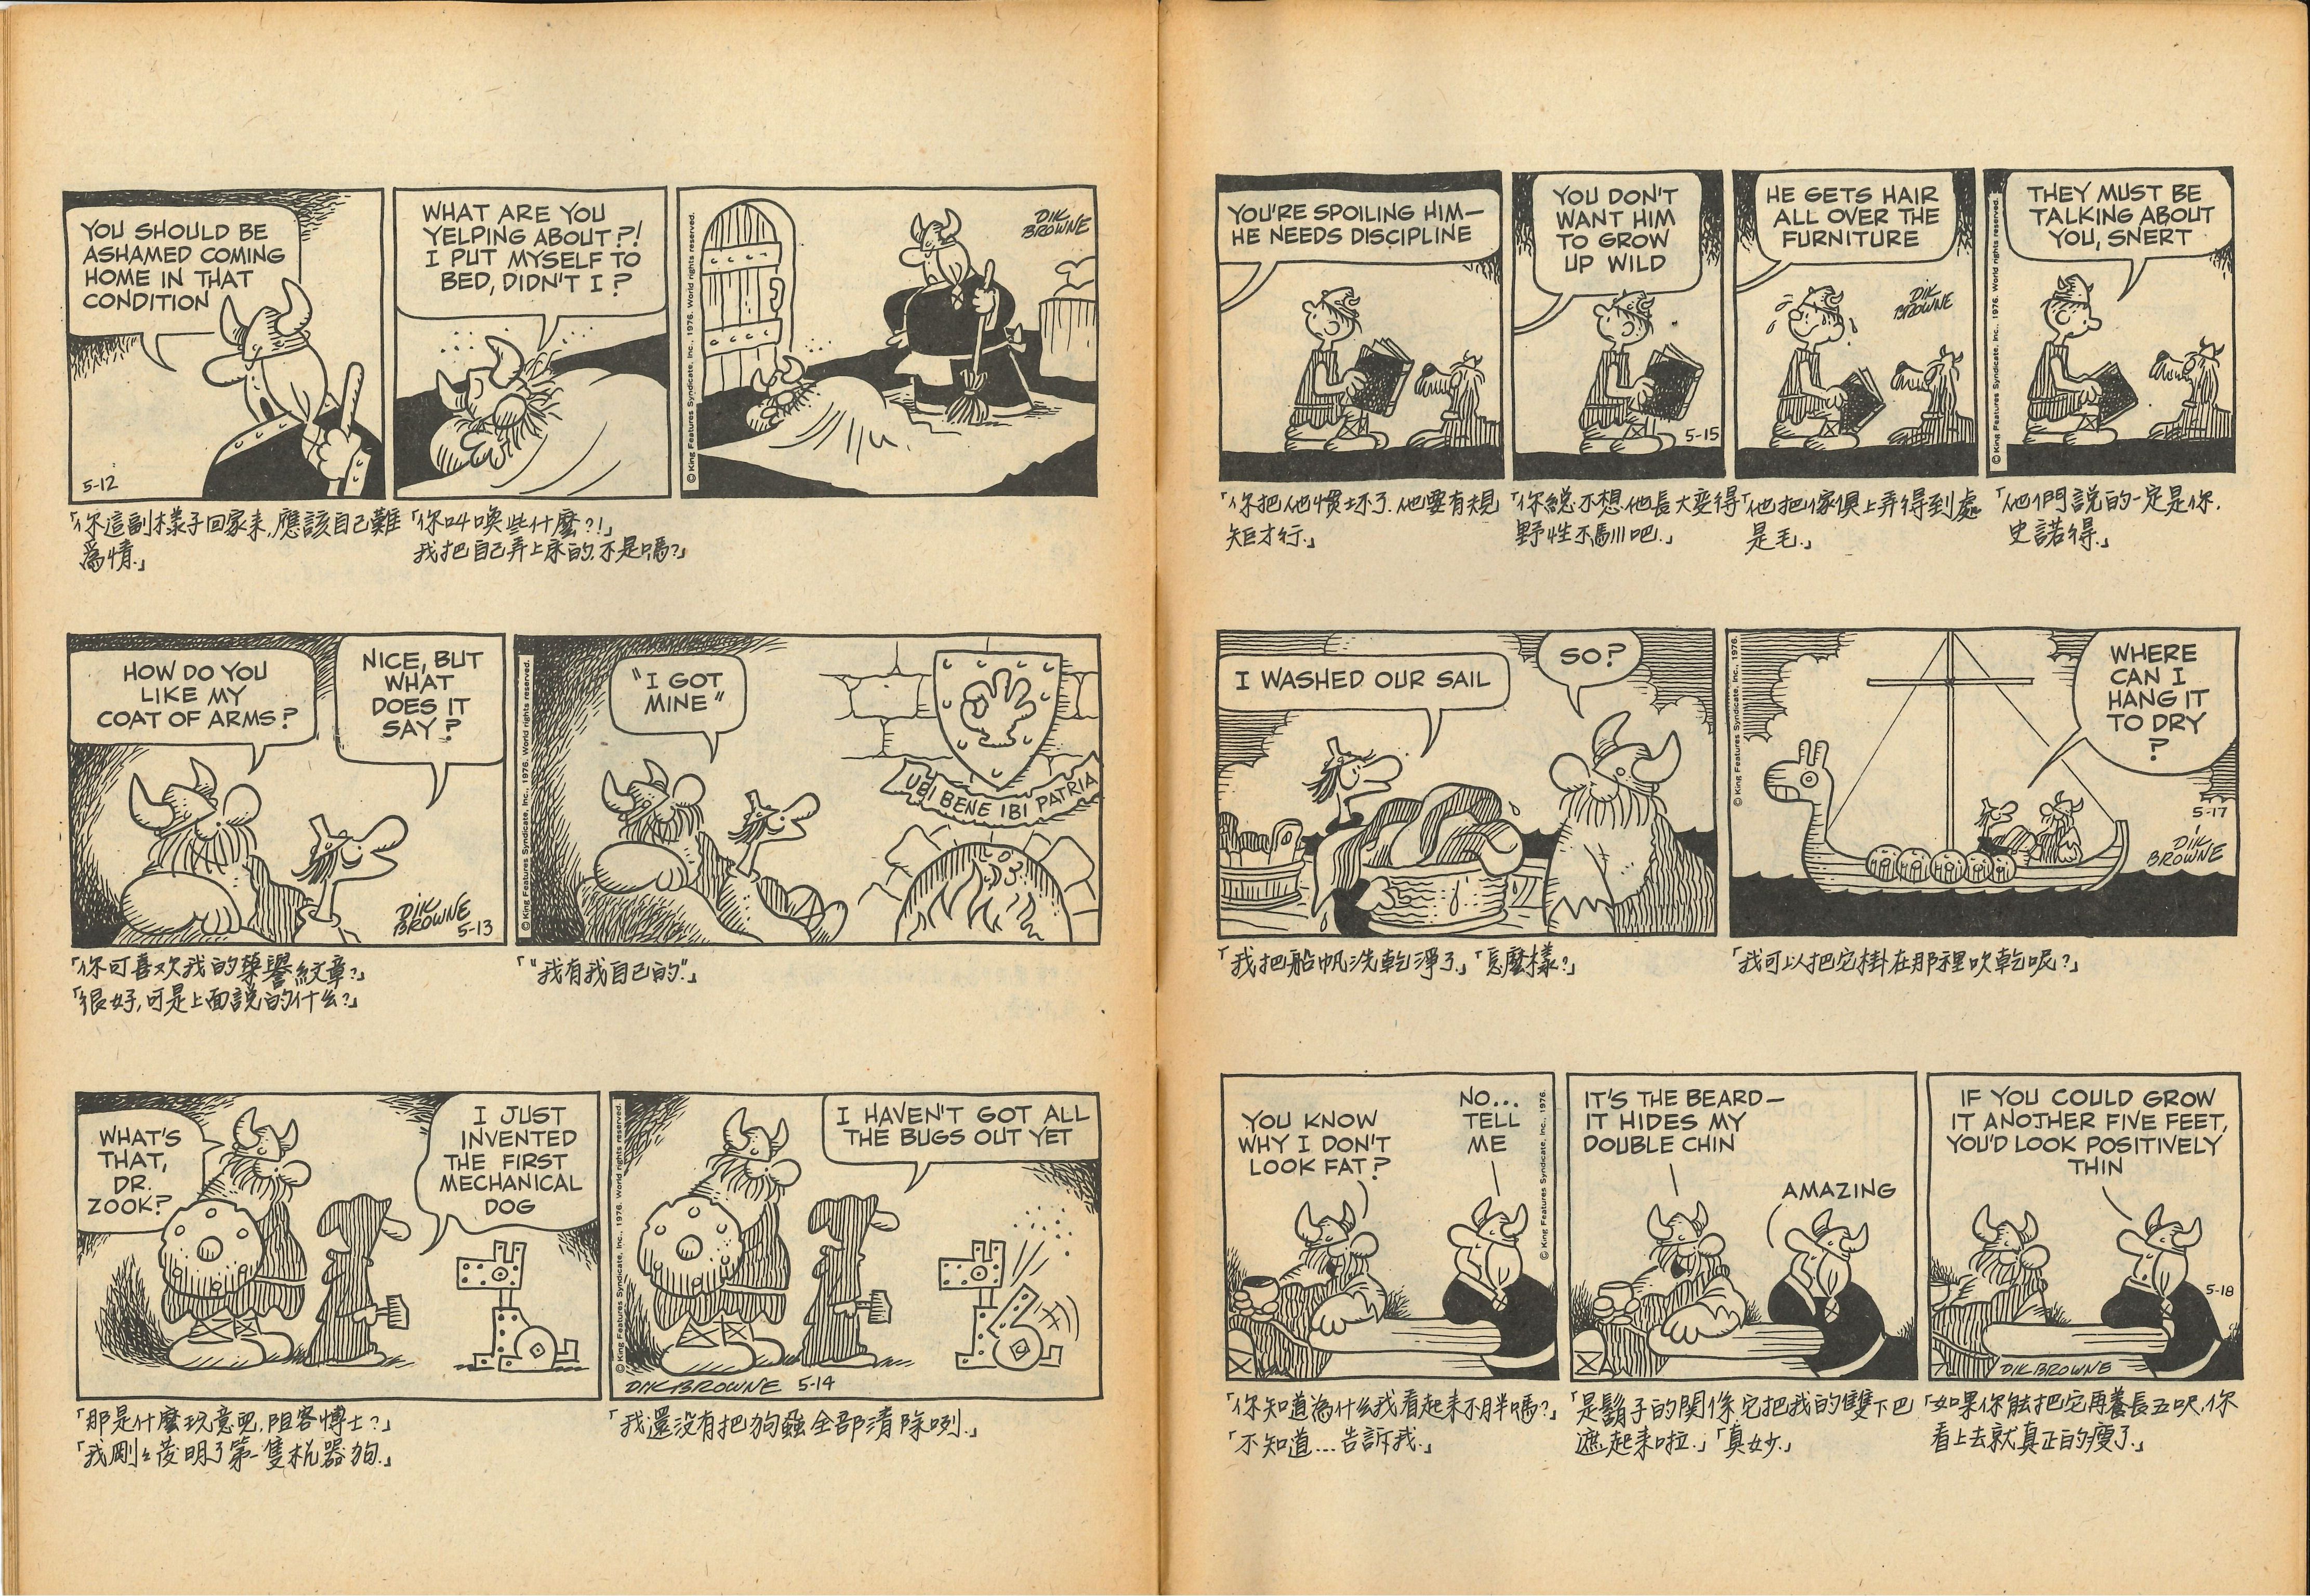 YOU SHOULD BE
ASHAMED COMING
HOME IN THAT
CONDITION
5-12
WHAT ARE YOU
YELPING ABOUT?!
I PUT MYSELF TO
BED, DIDN'T I?
© King Features Syndicate, Inc., 1976. World rights reserved.
DIK
BROWNE
「你這副樣子回家来,應該自己難
為情.」
「你叫喚些什麼?!」
我把自己弄上床的,不是嗎?」
HOW DO YOU
LIKE MY
COAT OF ARMS?
NICE, BUT
WHAT
DOES IT
SAY?
DIK
BROWNE
5-13
© King Features Syndicate, Inc., 1976. World rights reserved.
"I GOT
MINE"
UBI BENE IBI PATRIA
「你可喜欢我的榮譽紋章?」
「很好,可是上面説的什么?」
「"我有我自己的".」
WHAT'S
THAT,
DR.
ZOOK?
I JUST
INVENTED
THE FIRST
MECHANICAL
DOG
© King Features Syndicate, Inc., 1976. World rights reserved.
I HAVEN'T GOT ALL
THE BUGS OUT YET
DIK BROWNE 5-14
「那是什麼玩意兒,阻客博士?」
「我剛々發明了第一隻机器狗.」
「我還没有把狗蝨全部清除咧.」
YOU'RE SPOILING HIM—
HE NEEDS DISCIPLINE
YOU DON'T
WANT HIM
TO GROW
UP WILD
5-15
HE GETS HAIR
ALL OVER THE
FURNITURE
DIK
BROWNE
© King Features Syndicate, Inc., 1976. World rights reserved.
THEY MUST BE
TALKING ABOUT
YOU, SNERT
「你把他慣坏了.他要有規
矩才行.」
「你總不想他長大变得
野性不馴吧.」
「他把傢俱上弄得到處
是毛.」
「他們説的一定是你,
史諾得.」
I WASHED OUR SAIL
SO?
© King Features Syndicate, Inc., 1976.
WHERE
CAN I
HANG IT
TO DRY
?
5-17
DIK
BROWNE
「我把船帆洗乾淨了.」「怎麼樣?」
「我可以把它掛在那裡吹乾呢?」
YOU KNOW
WHY I DON'T
LOOK FAT?
NO...
TELL
ME
© King Features Syndicate, Inc., 1976.
IT'S THE BEARD—
IT HIDES MY
DOUBLE CHIN
AMAZING
IF YOU COULD GROW
IT ANOTHER FIVE FEET,
YOU'D LOOK POSITIVELY
THIN
5-18
DIK BROWNE
「你知道為什么我看起来不胖嗎?」
「不知道...告訴我.」
「是鬍子的関係,它把我的雙下巴
遮起来啦.」「真妙.」
「如果你能把它再養長五呎,你
看上去就真正的瘦了.」